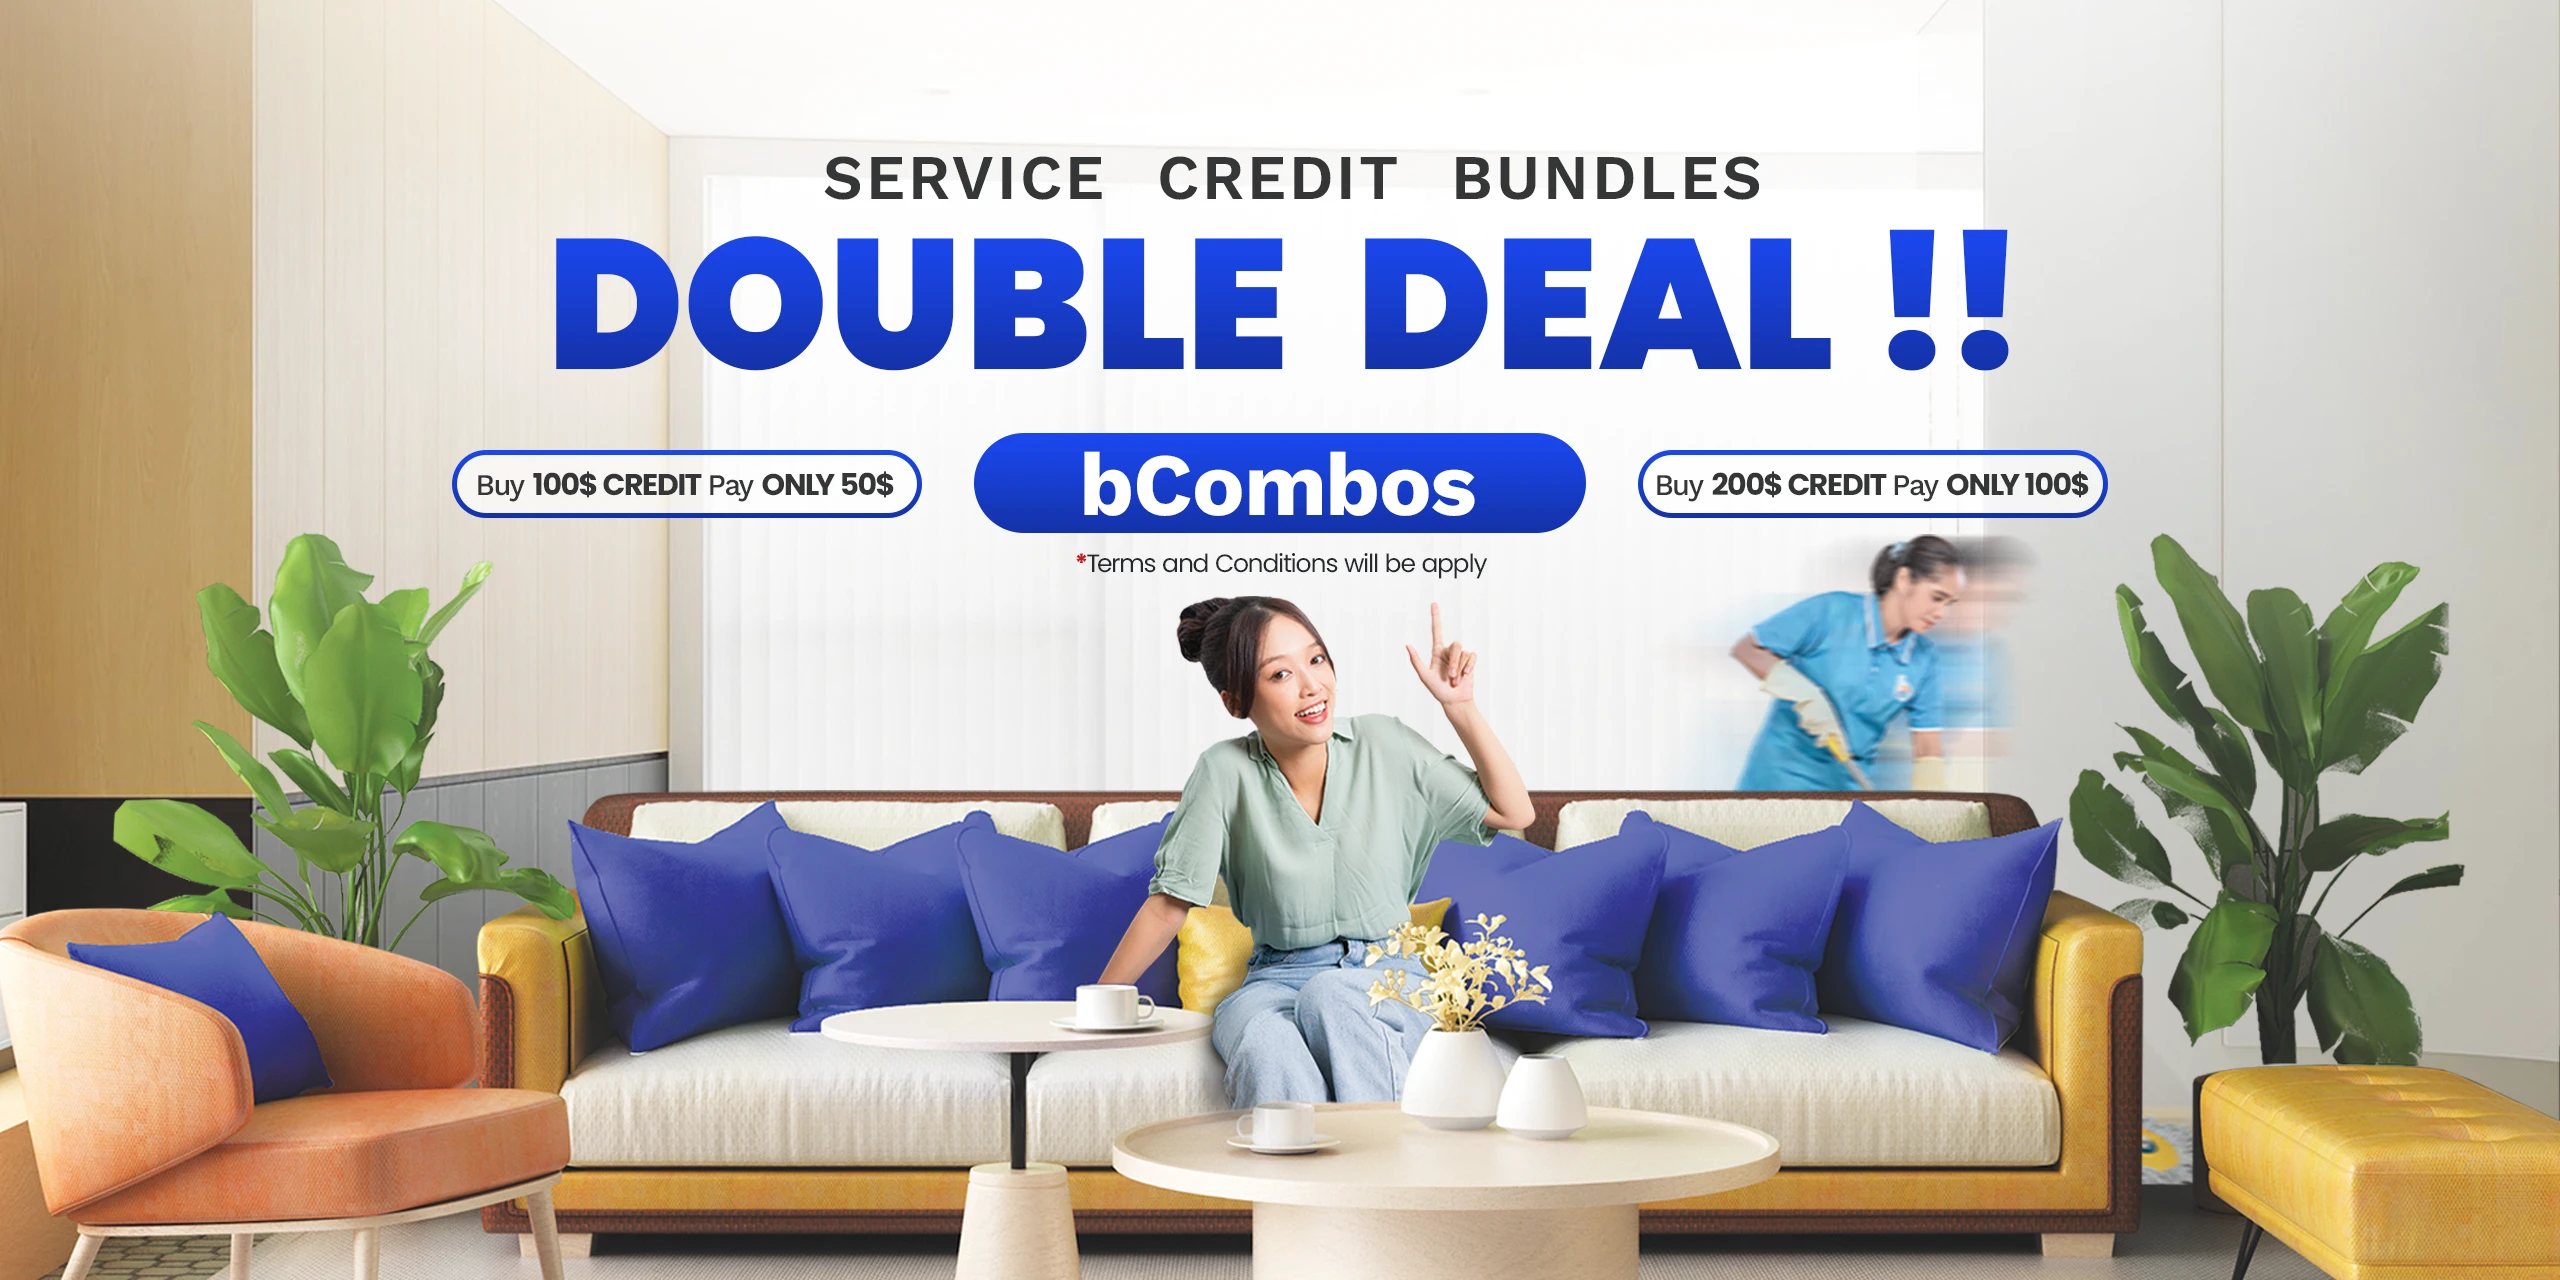 SERVICE CREDIT BUNDLES
DOUBLE DEAL !!
Buy 100$ CREDIT Pay ONLY 50$
bCombos
Buy 200$ CREDIT Pay ONLY 100$
*Terms and Conditions will be apply